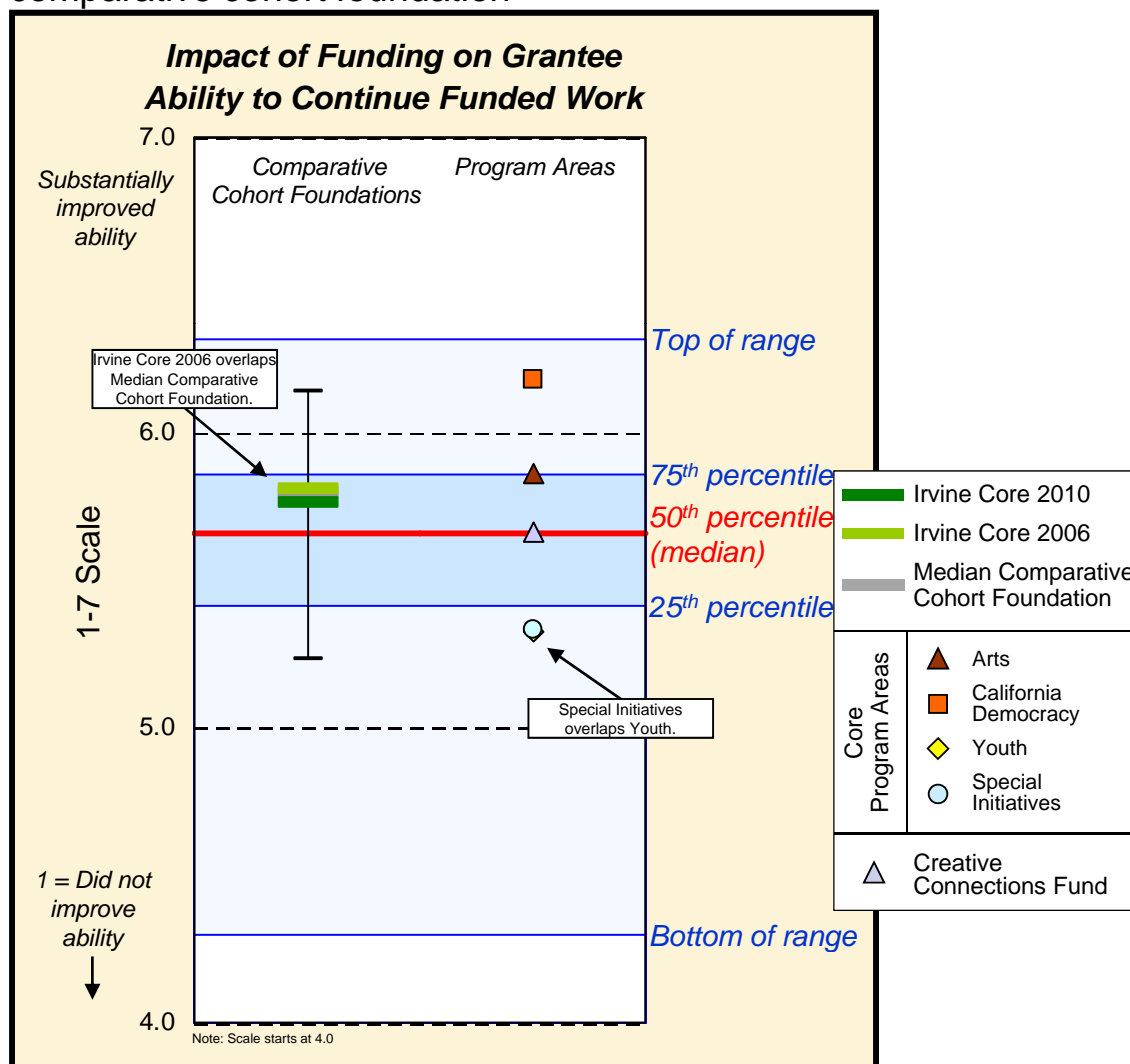 Impact of Funding on Grantee
Ability to Continue Funded Work
7.0
Substantially
improved
ability
Comparative
Cohort Foundations
Program Areas
Top of range
Irvine Core 2006 overlaps
Median Comparative
Cohort Foundation.
6.0
75th percentile
50th percentile
(median)
25th percentile
1-7 Scale
Special Initiatives
overlaps Youth.
5.0
1 = Did not
improve
ability
Bottom of range
4.0
Note: Scale starts at 4.0
Irvine Core 2010
Irvine Core 2006
Median Comparative
Cohort Foundation
Core
Program Areas
Arts
California
Democracy
Youth
Special
Initiatives
Creative
Connections Fund